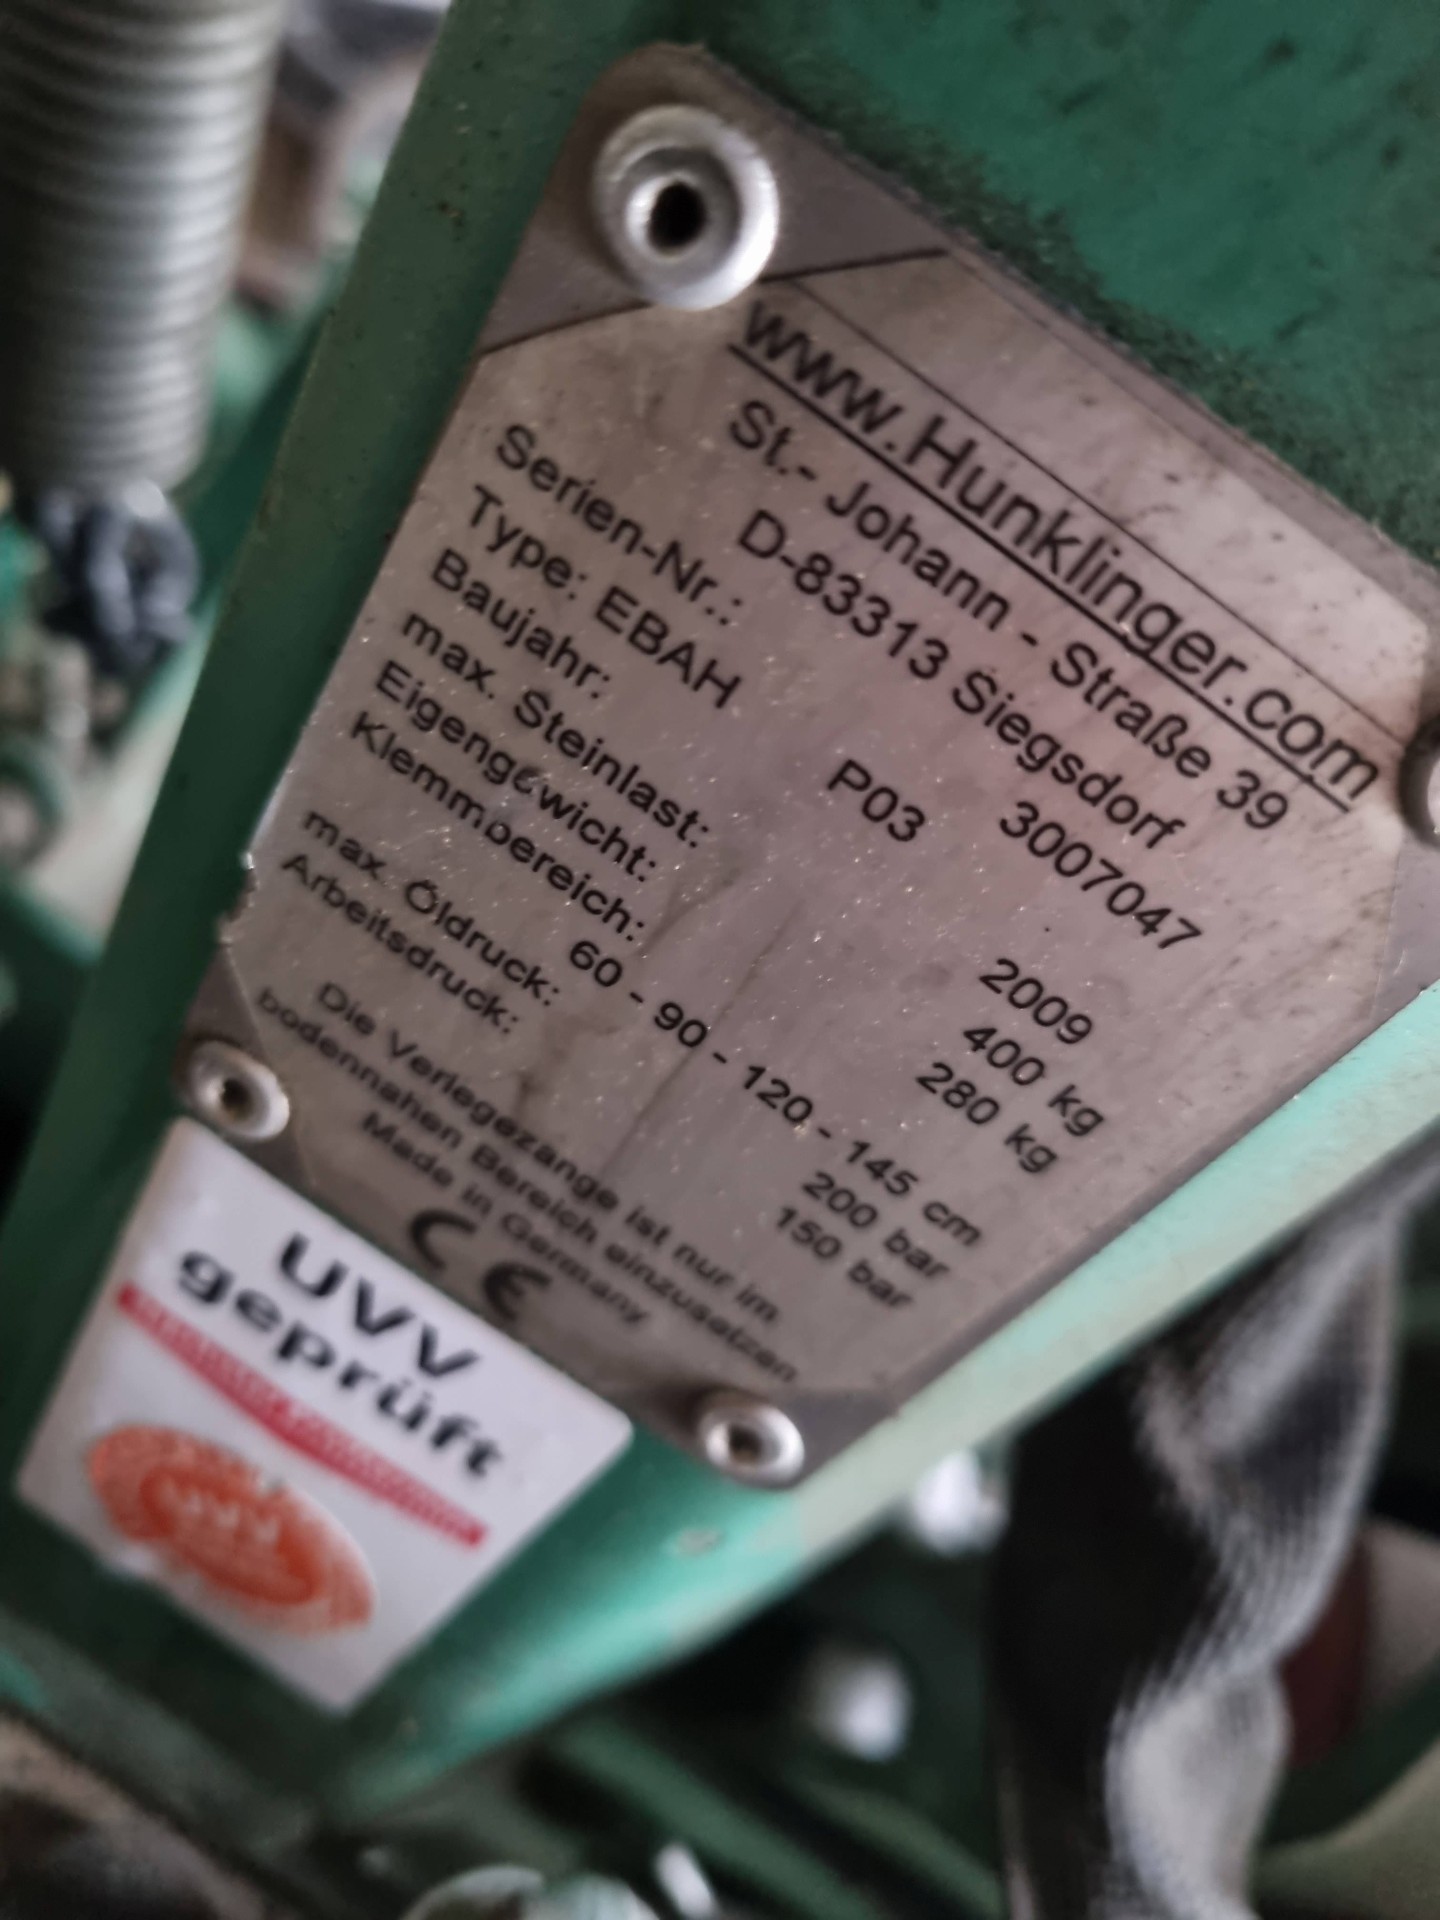 www.Hunklinger.com
St.- Johann - Straße 39
D-83313 Siegsdorf
Serien-Nr.: 3007047
Type: EBAH P03
Baujahr: 2009
max. Steinlast: 400 kg
Eigengewicht: 280 kg
Klemmbereich:
60 - 90 - 120 - 145 cm
max. Öldruck: 200 bar
Arbeitsdruck: 150 bar
Die Verlegezange ist nur im
bodennahen Bereich einzusetzen
Made in Germany
CE
UVV
geprüft